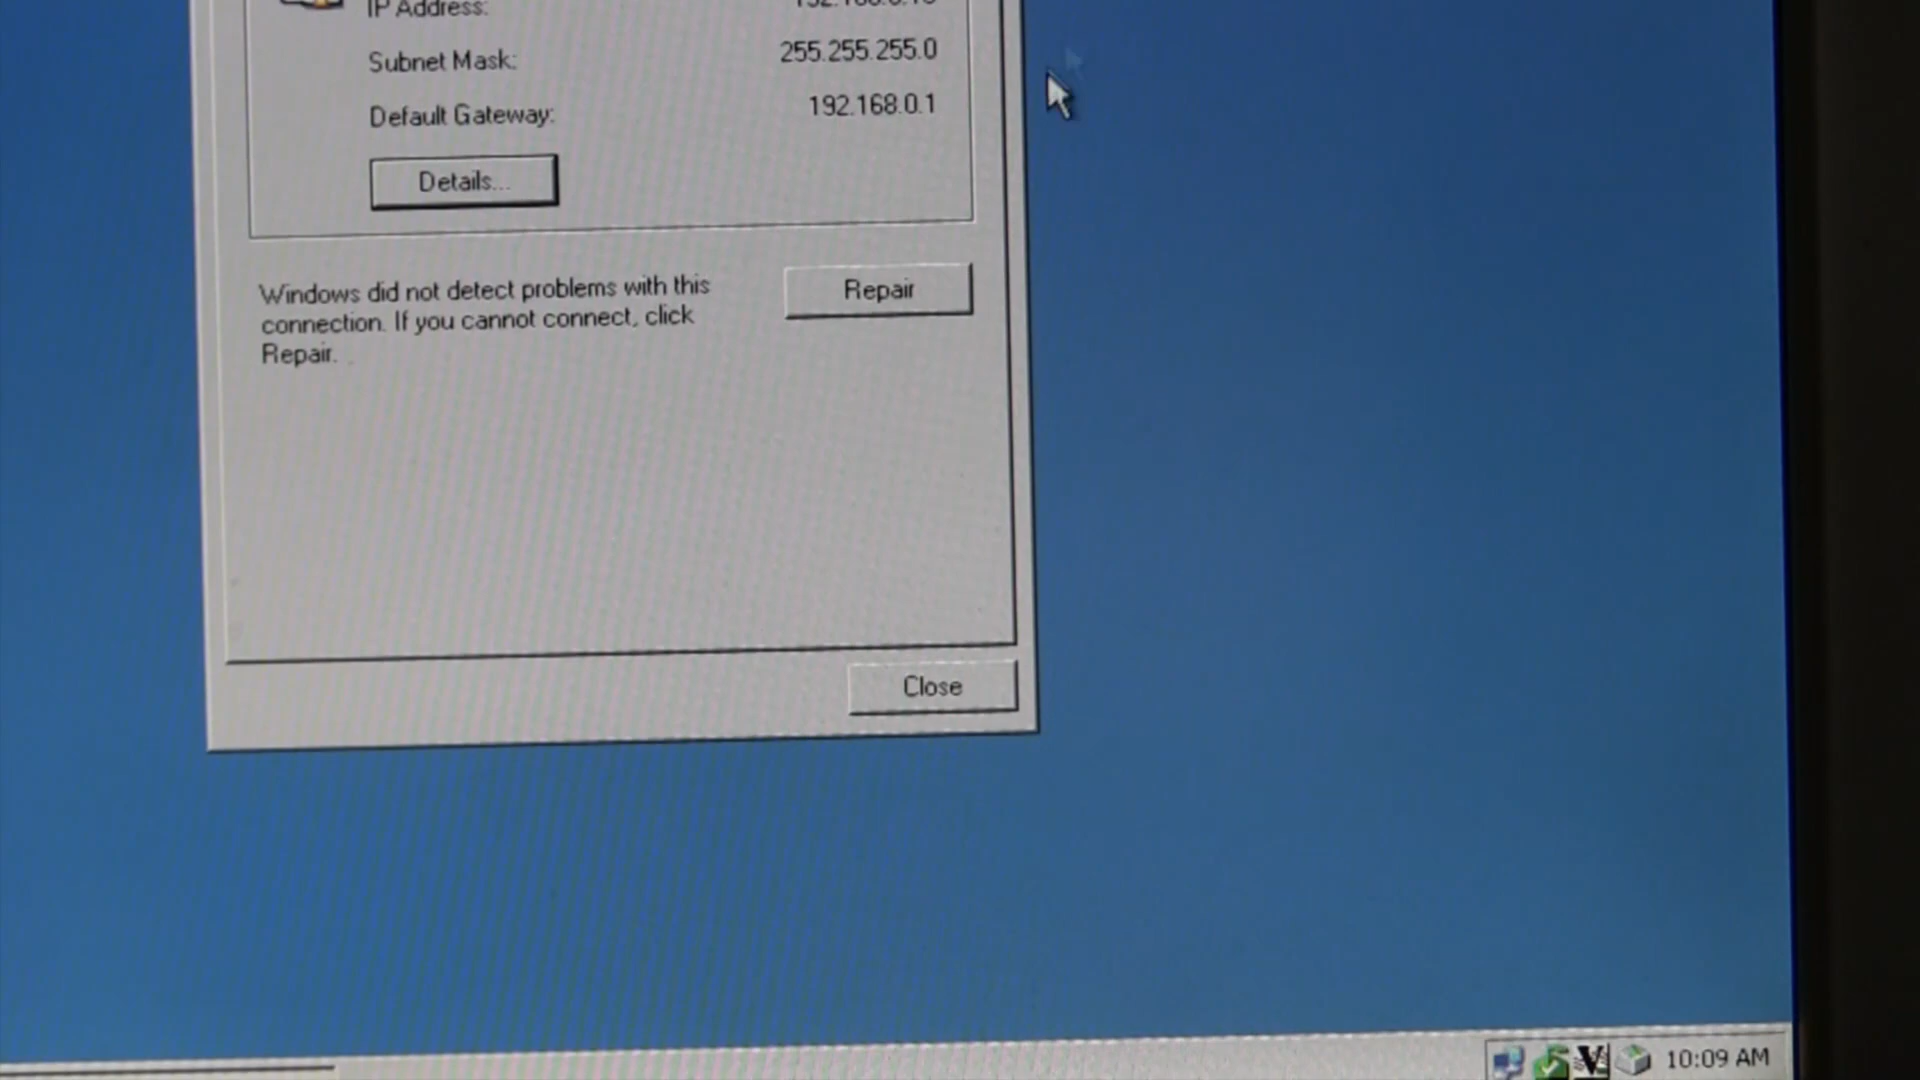 IP Address:
Subnet Mask: 255.255.255.0
Default Gateway: 192.168.0.1
Details...
Windows did not detect problems with this
connection. If you cannot connect, click
Repair.
Repair
Close
10:09 AM